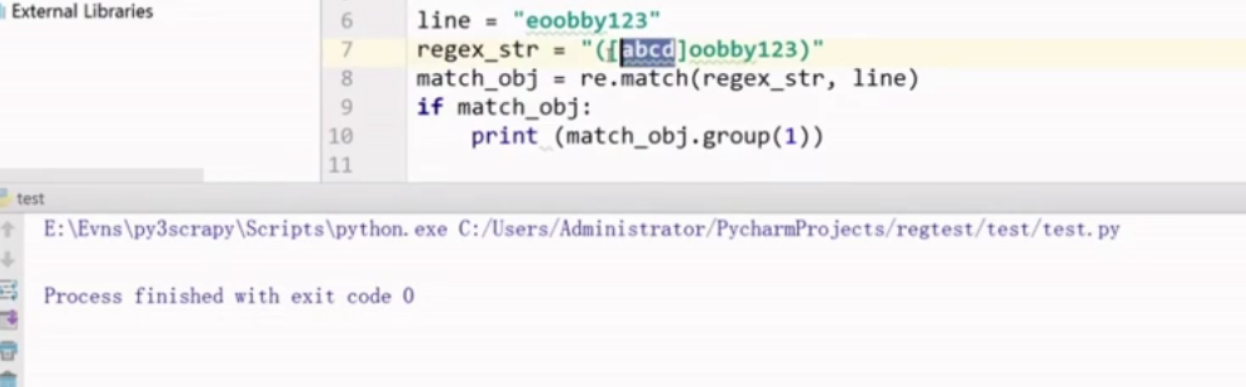 External Libraries
6 line = "eoobby123"
7 regex_str = "([abcd]oobby123)"
8 match_obj = re.match(regex_str, line)
9 if match_obj:
10 print (match_obj.group(1))
11
test
E:\Evns\py3scrapy\Scripts\python.exe C:/Users/Administrator/PycharmProjects/regtest/test/test.py
Process finished with exit code 0